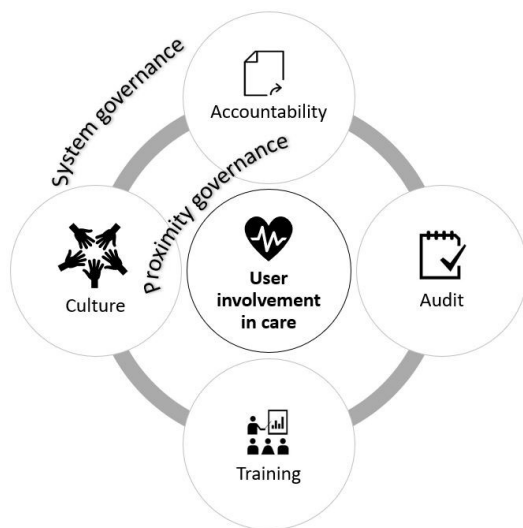 System governance
Accountability
Proximity governance
Culture
User
involvement
in care
Audit
Training